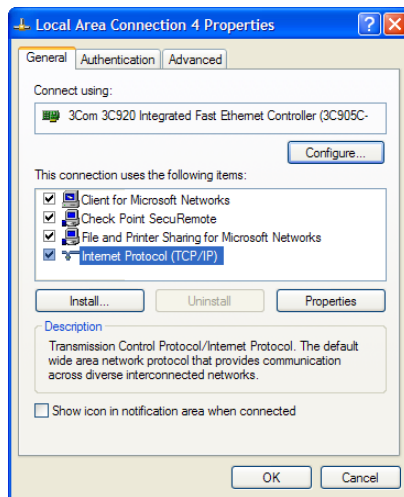 Local Area Connection 4 Properties
General Authentication Advanced
Connect using:
3Com 3C920 Integrated Fast Ethernet Controller (3C905C-
Configure...
This connection uses the following items:
Client for Microsoft Networks
Check Point SecuRemote
File and Printer Sharing for Microsoft Networks
Internet Protocol (TCP/IP)
Install... Uninstall Properties
Description
Transmission Control Protocol/Internet Protocol. The default
wide area network protocol that provides communication
across diverse interconnected networks.
Show icon in notification area when connected
OK Cancel